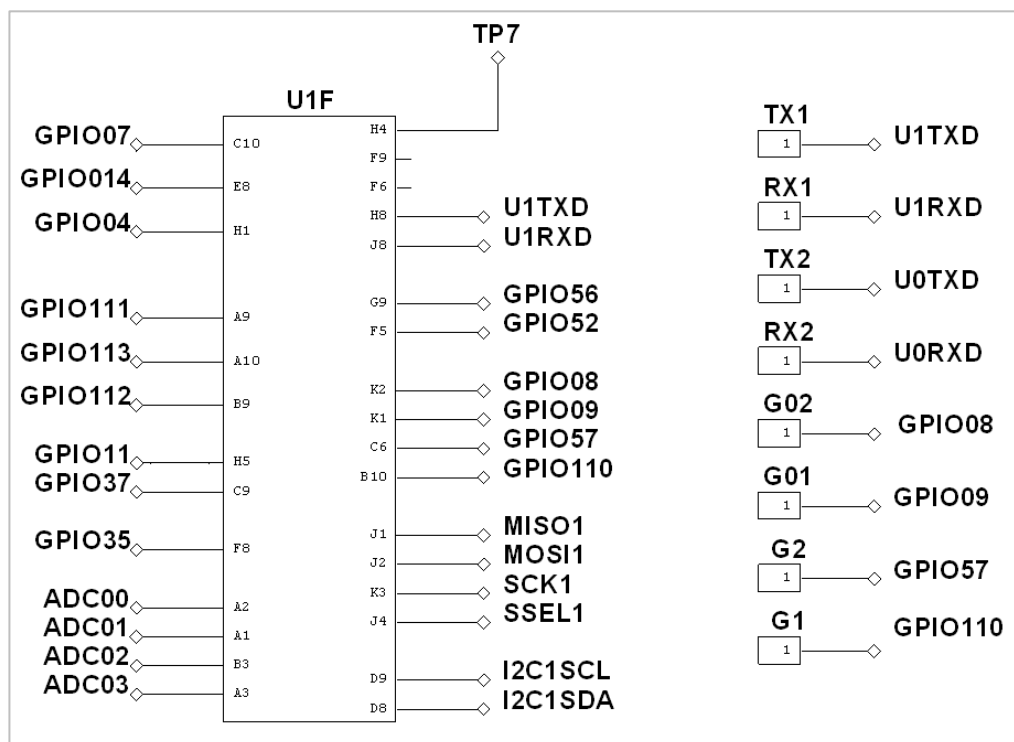 TP7
U1F
GPIO07 C10
GPIO014 E8
GPIO04 H1
GPIO111 A9
GPIO113 A10
GPIO112 B9
GPIO11 H5
GPIO37 C9
GPIO35 F8
ADC00 A2
ADC01 A1
ADC02 B3
ADC03 A3
H4
F9
F6
H8 U1TXD
J8 U1RXD
G9 GPIO56
F5 GPIO52
K2 GPIO08
K1 GPIO09
C6 GPIO57
B10 GPIO110
J1 MISO1
J2 MOSI1
K3 SCK1
J4 SSEL1
D9 I2C1SCL
D8 I2C1SDA
TX1
1 U1TXD
RX1
1 U1RXD
TX2
1 U0TXD
RX2
1 U0RXD
G02
1 GPIO08
G01
1 GPIO09
G2
1 GPIO57
G1
1 GPIO110